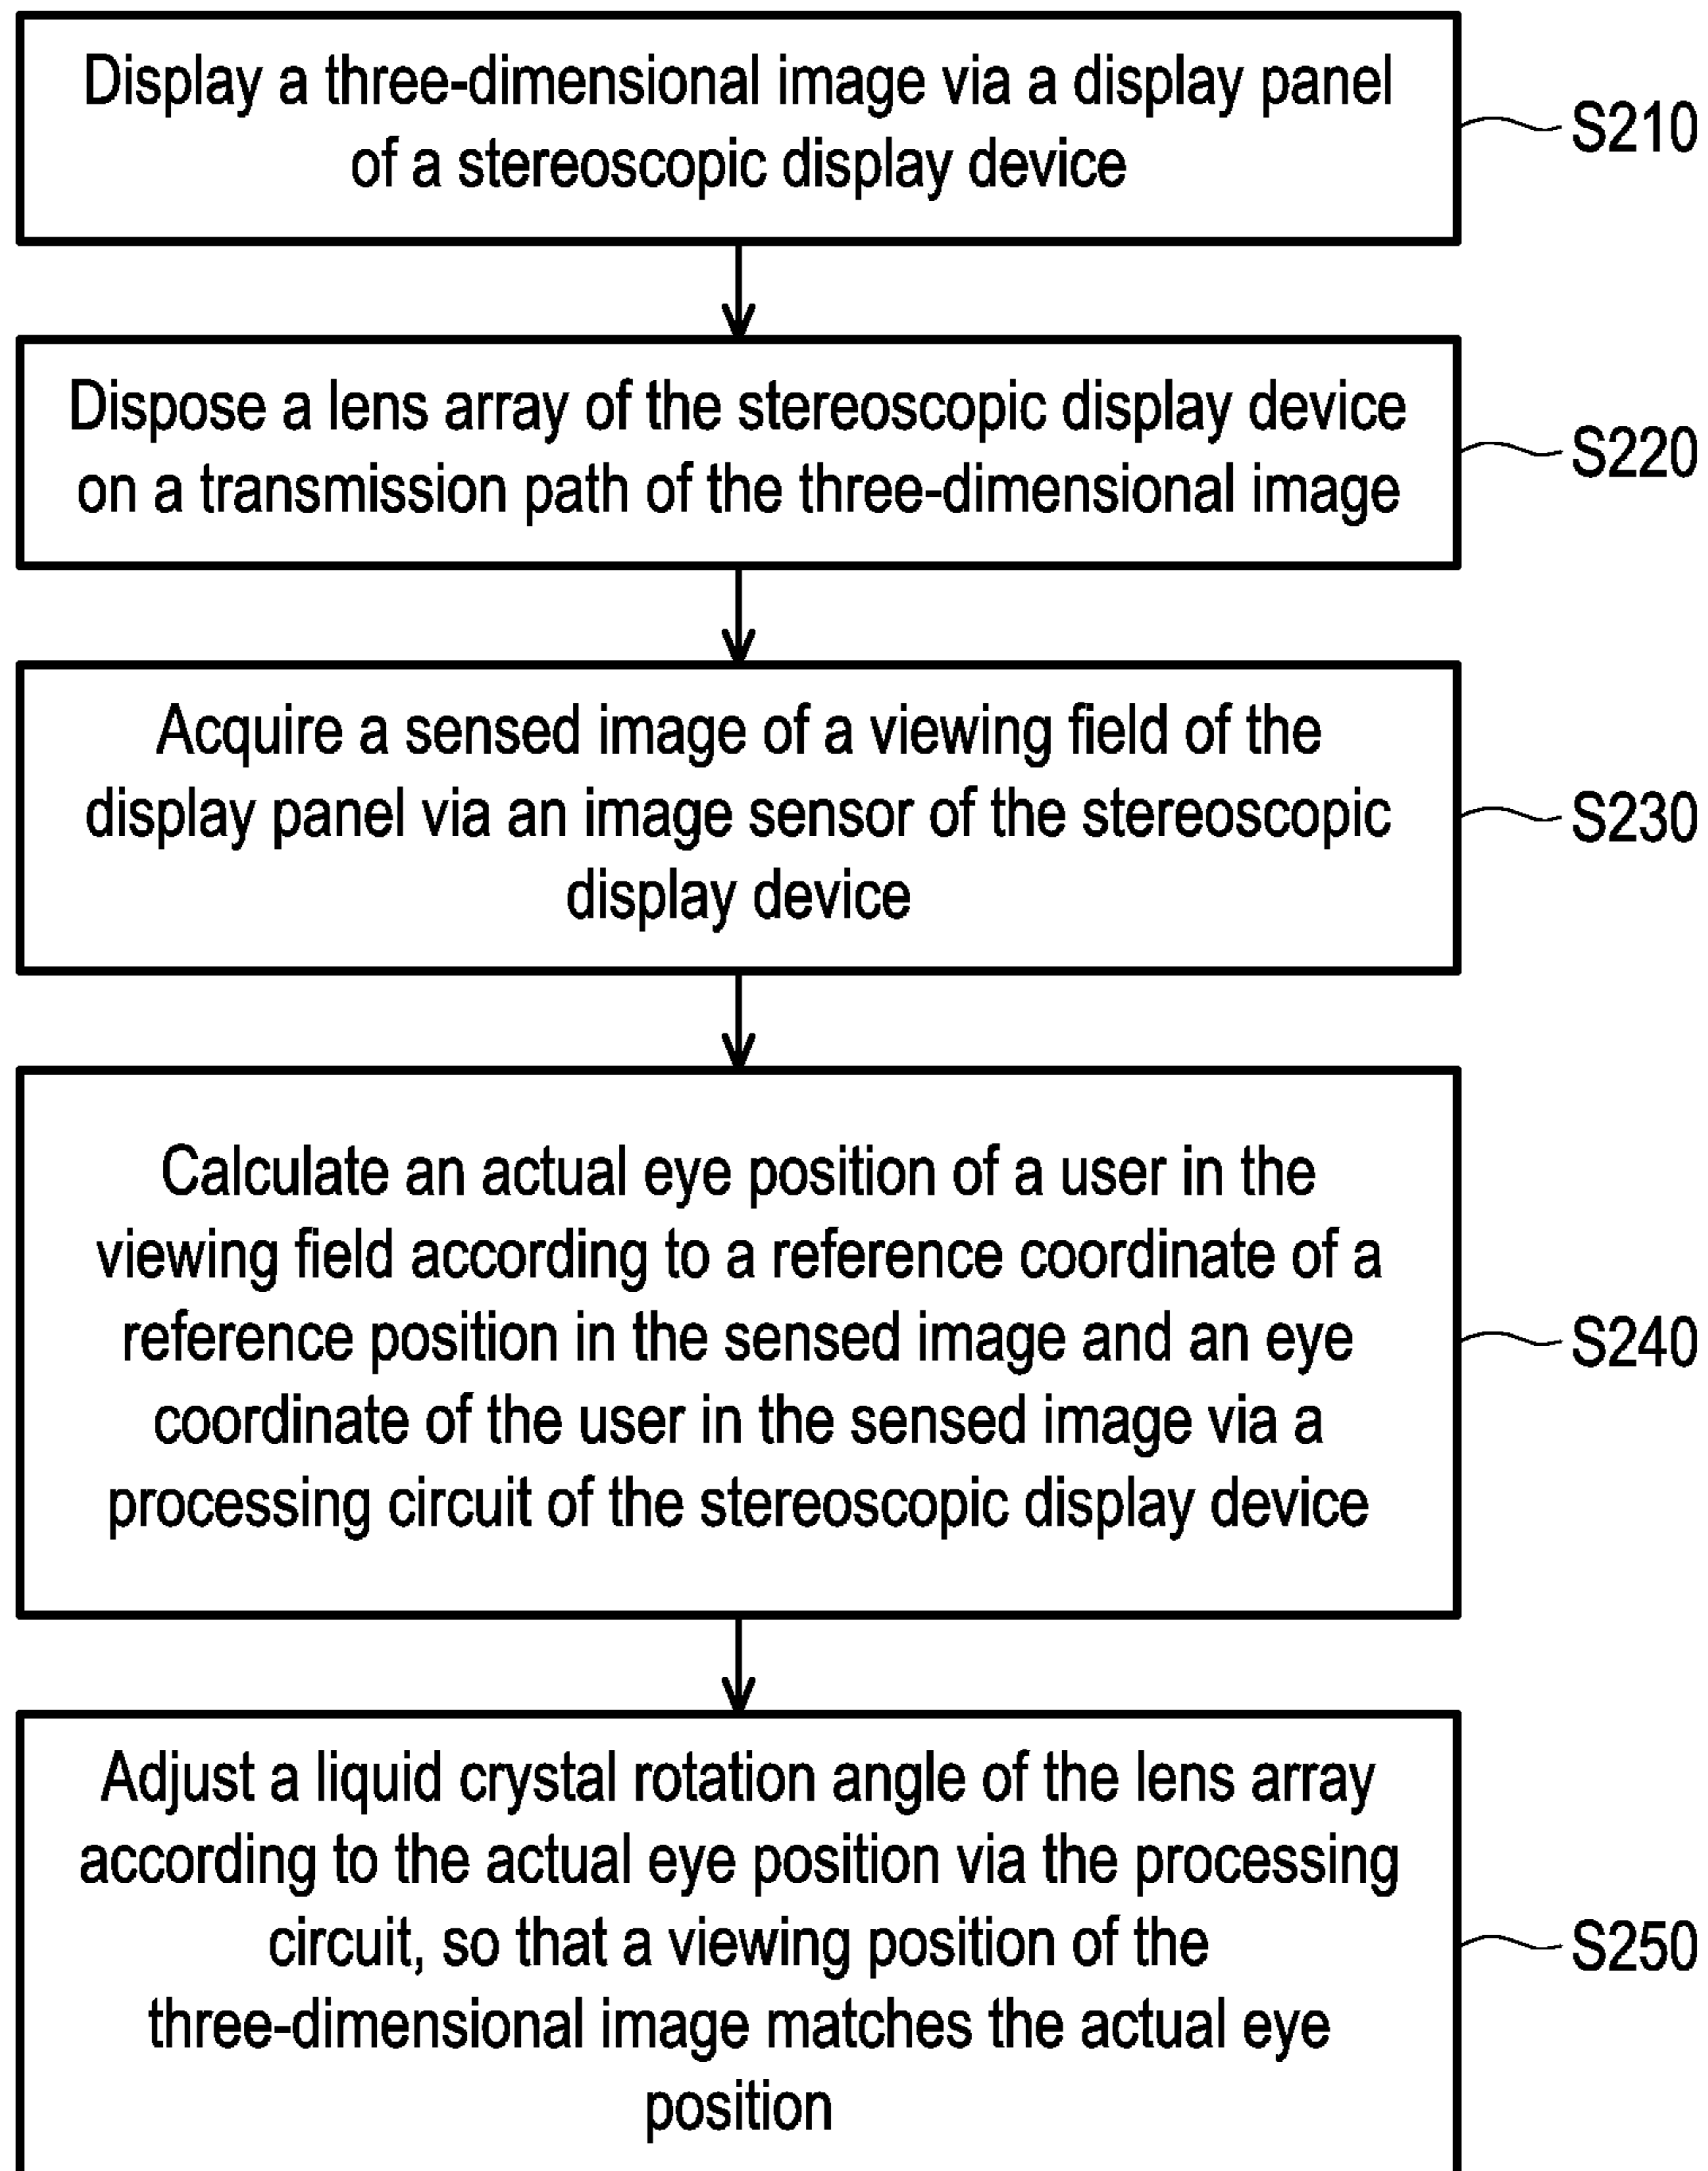 Display a three-dimensional image via a display panel
of a stereoscopic display device
S210
Dispose a lens array of the stereoscopic display device
on a transmission path of the three-dimensional image
S220
Acquire a sensed image of a viewing field of the
display panel via an image sensor of the stereoscopic
display device
S230
Calculate an actual eye position of a user in the
viewing field according to a reference coordinate of a
reference position in the sensed image and an eye
coordinate of the user in the sensed image via a
processing circuit of the stereoscopic display device
S240
Adjust a liquid crystal rotation angle of the lens array
according to the actual eye position via the processing
circuit, so that a viewing position of the
three-dimensional image matches the actual eye
position
S250